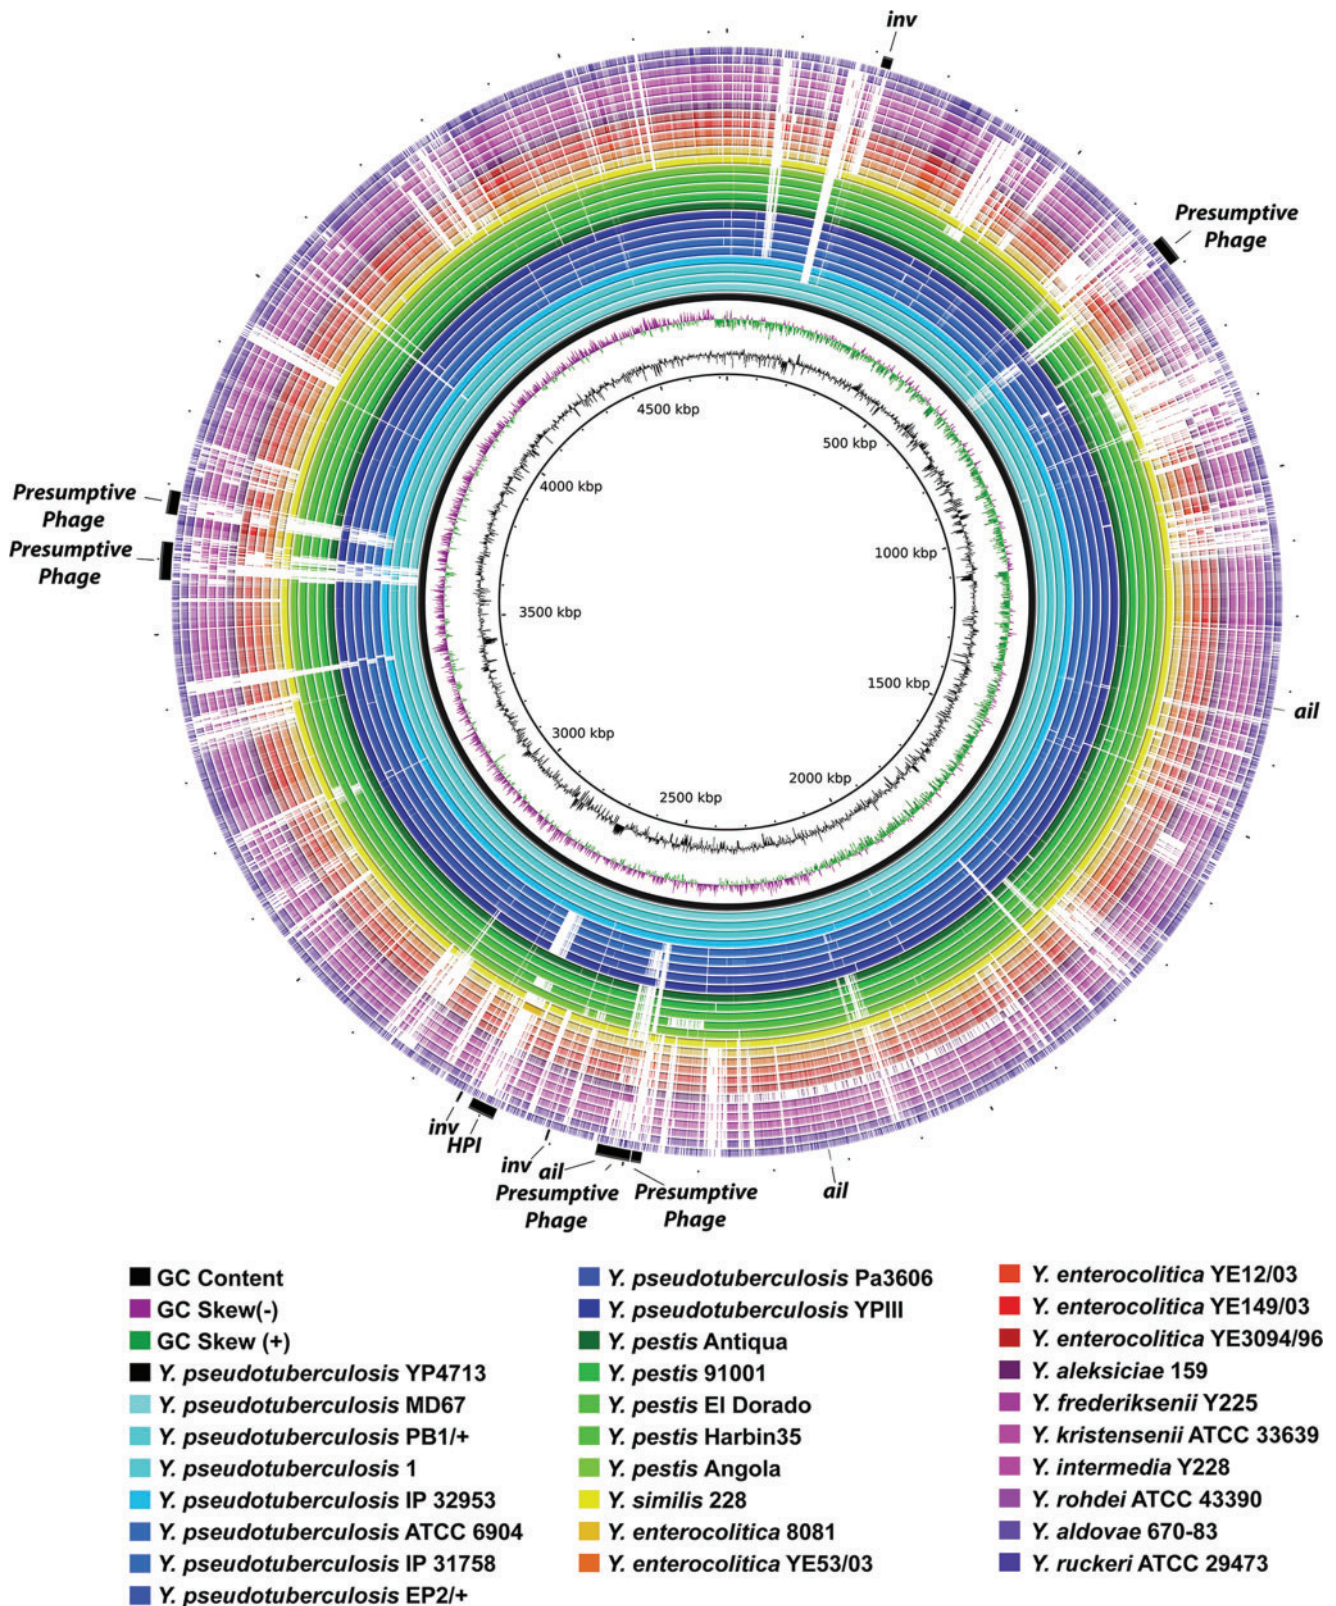 inv
Presumptive
Phage
4500 kbp
500 kbp
4000 kbp
Presumptive
Phage
Presumptive
Phage
1000 kbp
3500 kbp
1500 kbp
ail
3000 kbp
2000 kbp
2500 kbp
inv
HPI
inv
ail
Presumptive
Phage
Presumptive
Phage
ail
GC Content
GC Skew(-)
GC Skew (+)
Y. pseudotuberculosis YP4713
Y. pseudotuberculosis MD67
Y. pseudotuberculosis PB1/+
Y. pseudotuberculosis 1
Y. pseudotuberculosis IP 32953
Y. pseudotuberculosis ATCC 6904
Y. pseudotuberculosis IP 31758
Y. pseudotuberculosis EP2/+
Y. pseudotuberculosis Pa3606
Y. pseudotuberculosis YPIII
Y. pestis Antiqua
Y. pestis 91001
Y. pestis El Dorado
Y. pestis Harbin35
Y. pestis Angola
Y. similis 228
Y. enterocolitica 8081
Y. enterocolitica YE53/03
Y. enterocolitica YE12/03
Y. enterocolitica YE149/03
Y. enterocolitica YE3094/96
Y. aleksiciae 159
Y. frederiksenii Y225
Y. kristensenii ATCC 33639
Y. intermedia Y228
Y. rohdei ATCC 43390
Y. aldovae 670-83
Y. ruckeri ATCC 29473